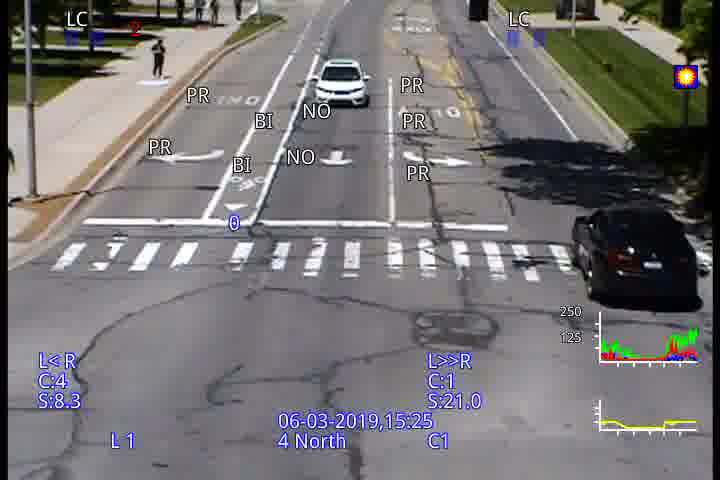 LC
LC
2
PR
PR
NO
BI
PR
PR
NO
BI
PR
0
250
125
L< R
L>>R
C:4
C:1
S:8.3
S:21.0
06-03-2019,15:25
L 1
4 North
C1